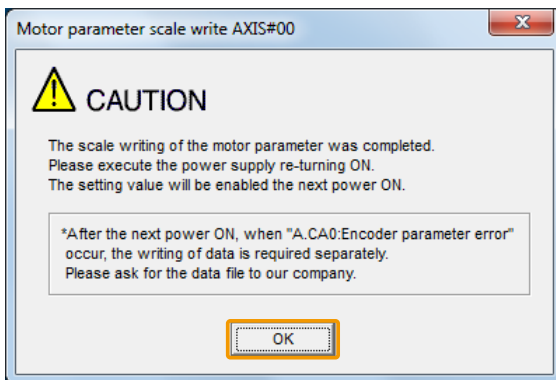 Motor parameter scale write AXIS#00
CAUTION
The scale writing of the motor parameter was completed.
Please execute the power supply re-turning ON.
The setting value will be enabled the next power ON.
*After the next power ON, when "A.CA0:Encoder parameter error"
occur, the writing of data is required separately.
Please ask for the data file to our company.
OK